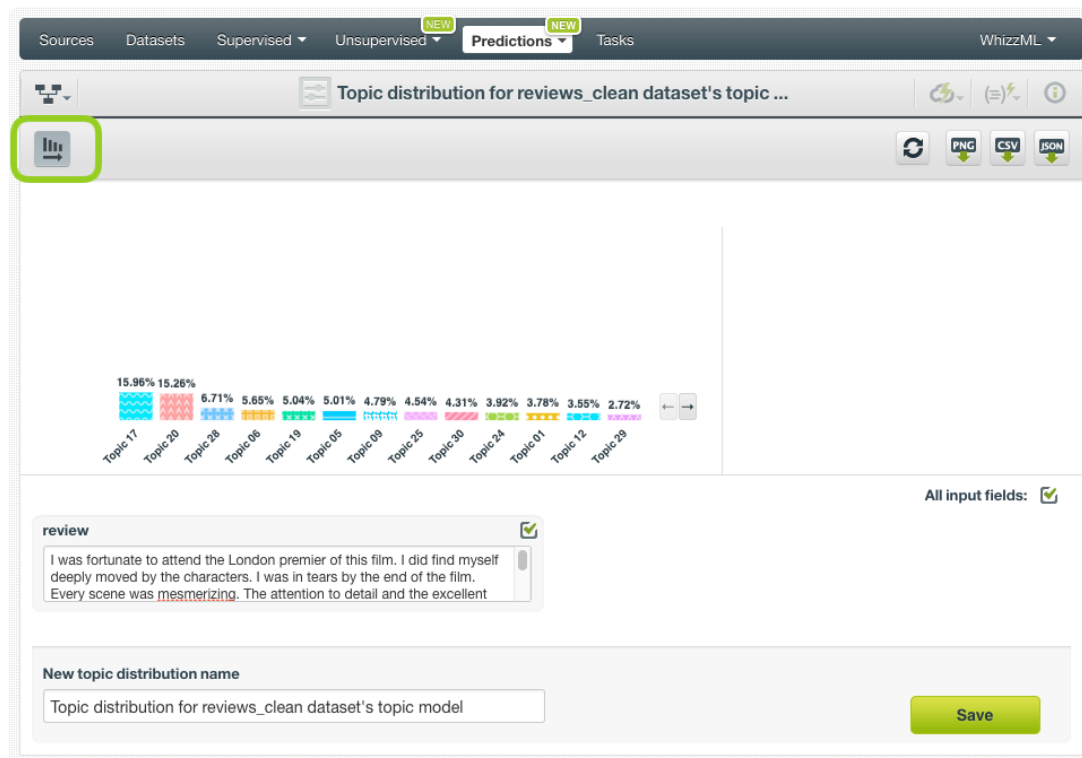 NEW
NEW
Sources Datasets Supervised Unsupervised Predictions Tasks WhizzML
Topic distribution for reviews_clean dataset's topic ...
PNG CSV JSON
15.96% 15.26% 6.71% 5.65% 5.04% 5.01% 4.79% 4.54% 4.31% 3.92% 3.78% 3.55% 2.72%
Topic 17 Topic 20 Topic 28 Topic 06 Topic 19 Topic 05 Topic 09 Topic 25 Topic 30 Topic 24 Topic 01 Topic 12 Topic 29
All input fields:
review
I was fortunate to attend the London premier of this film. I did find myself
deeply moved by the characters. I was in tears by the end of the film.
Every scene was mesmerizing. The attention to detail and the excellent
New topic distribution name
Topic distribution for reviews_clean dataset's topic model
Save